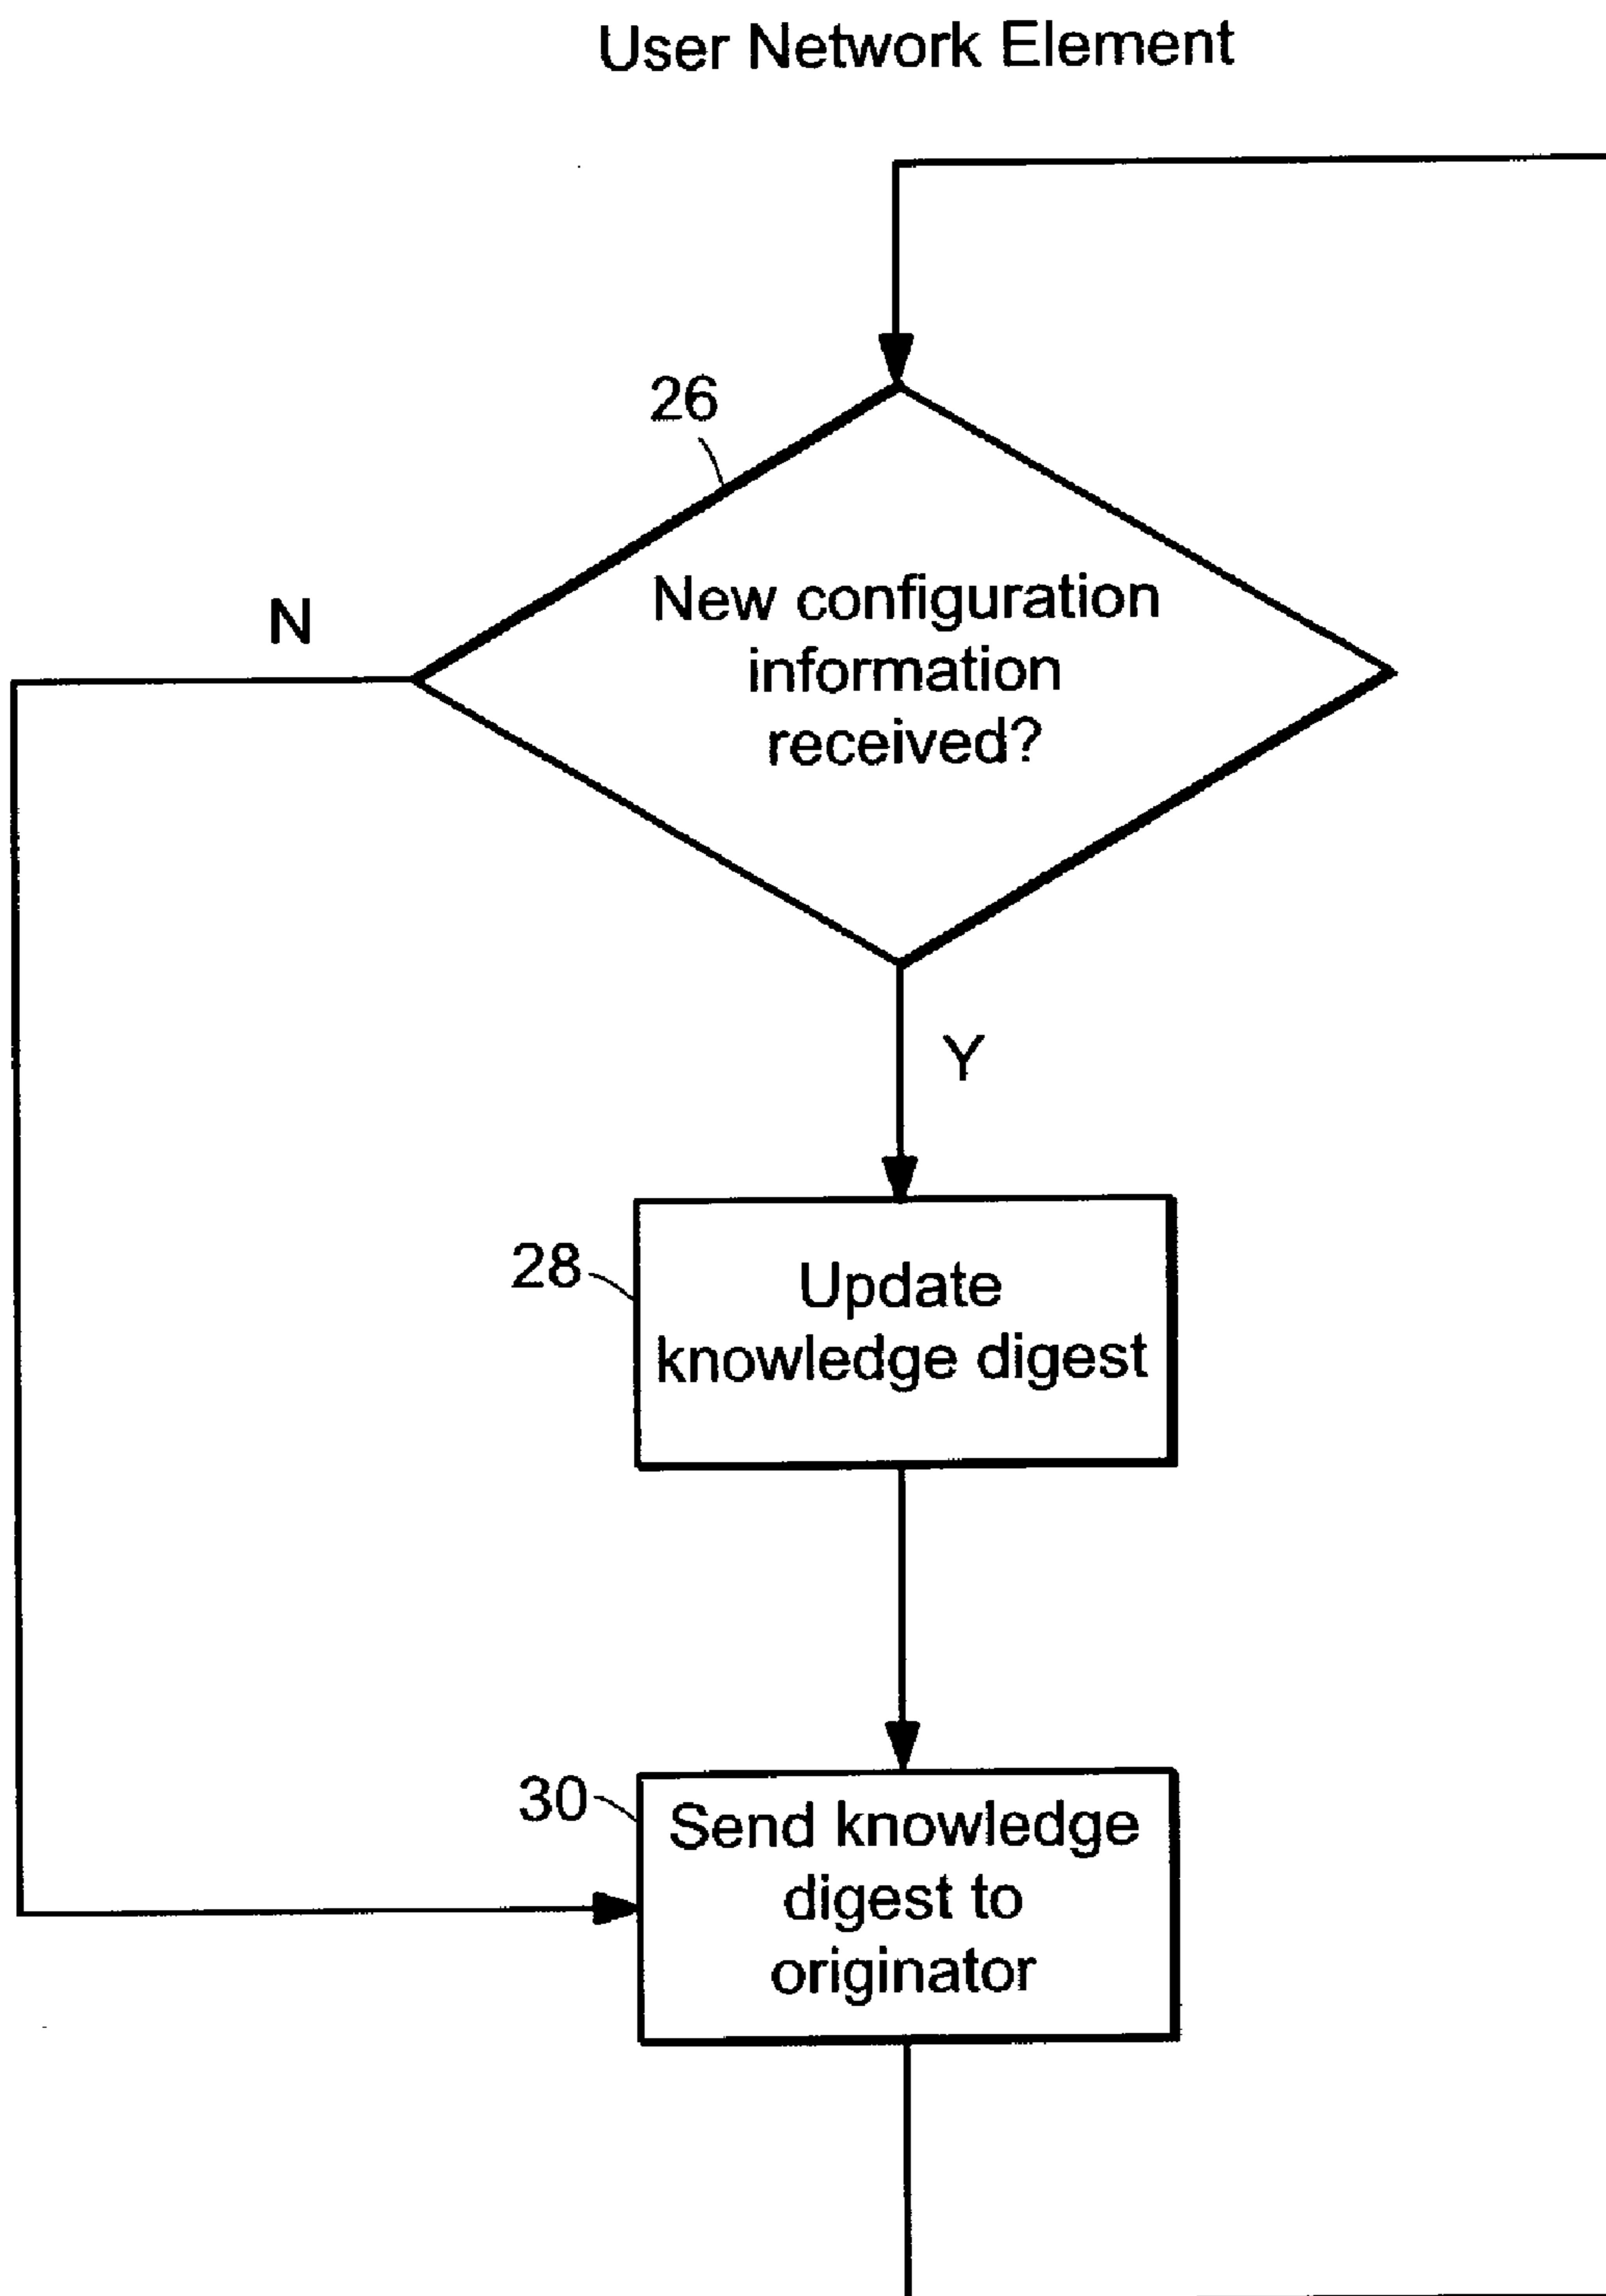 User Network Element
26
New configuration
information
received?
N
Y
28
Update
knowledge digest
30
Send knowledge
digest to
originator